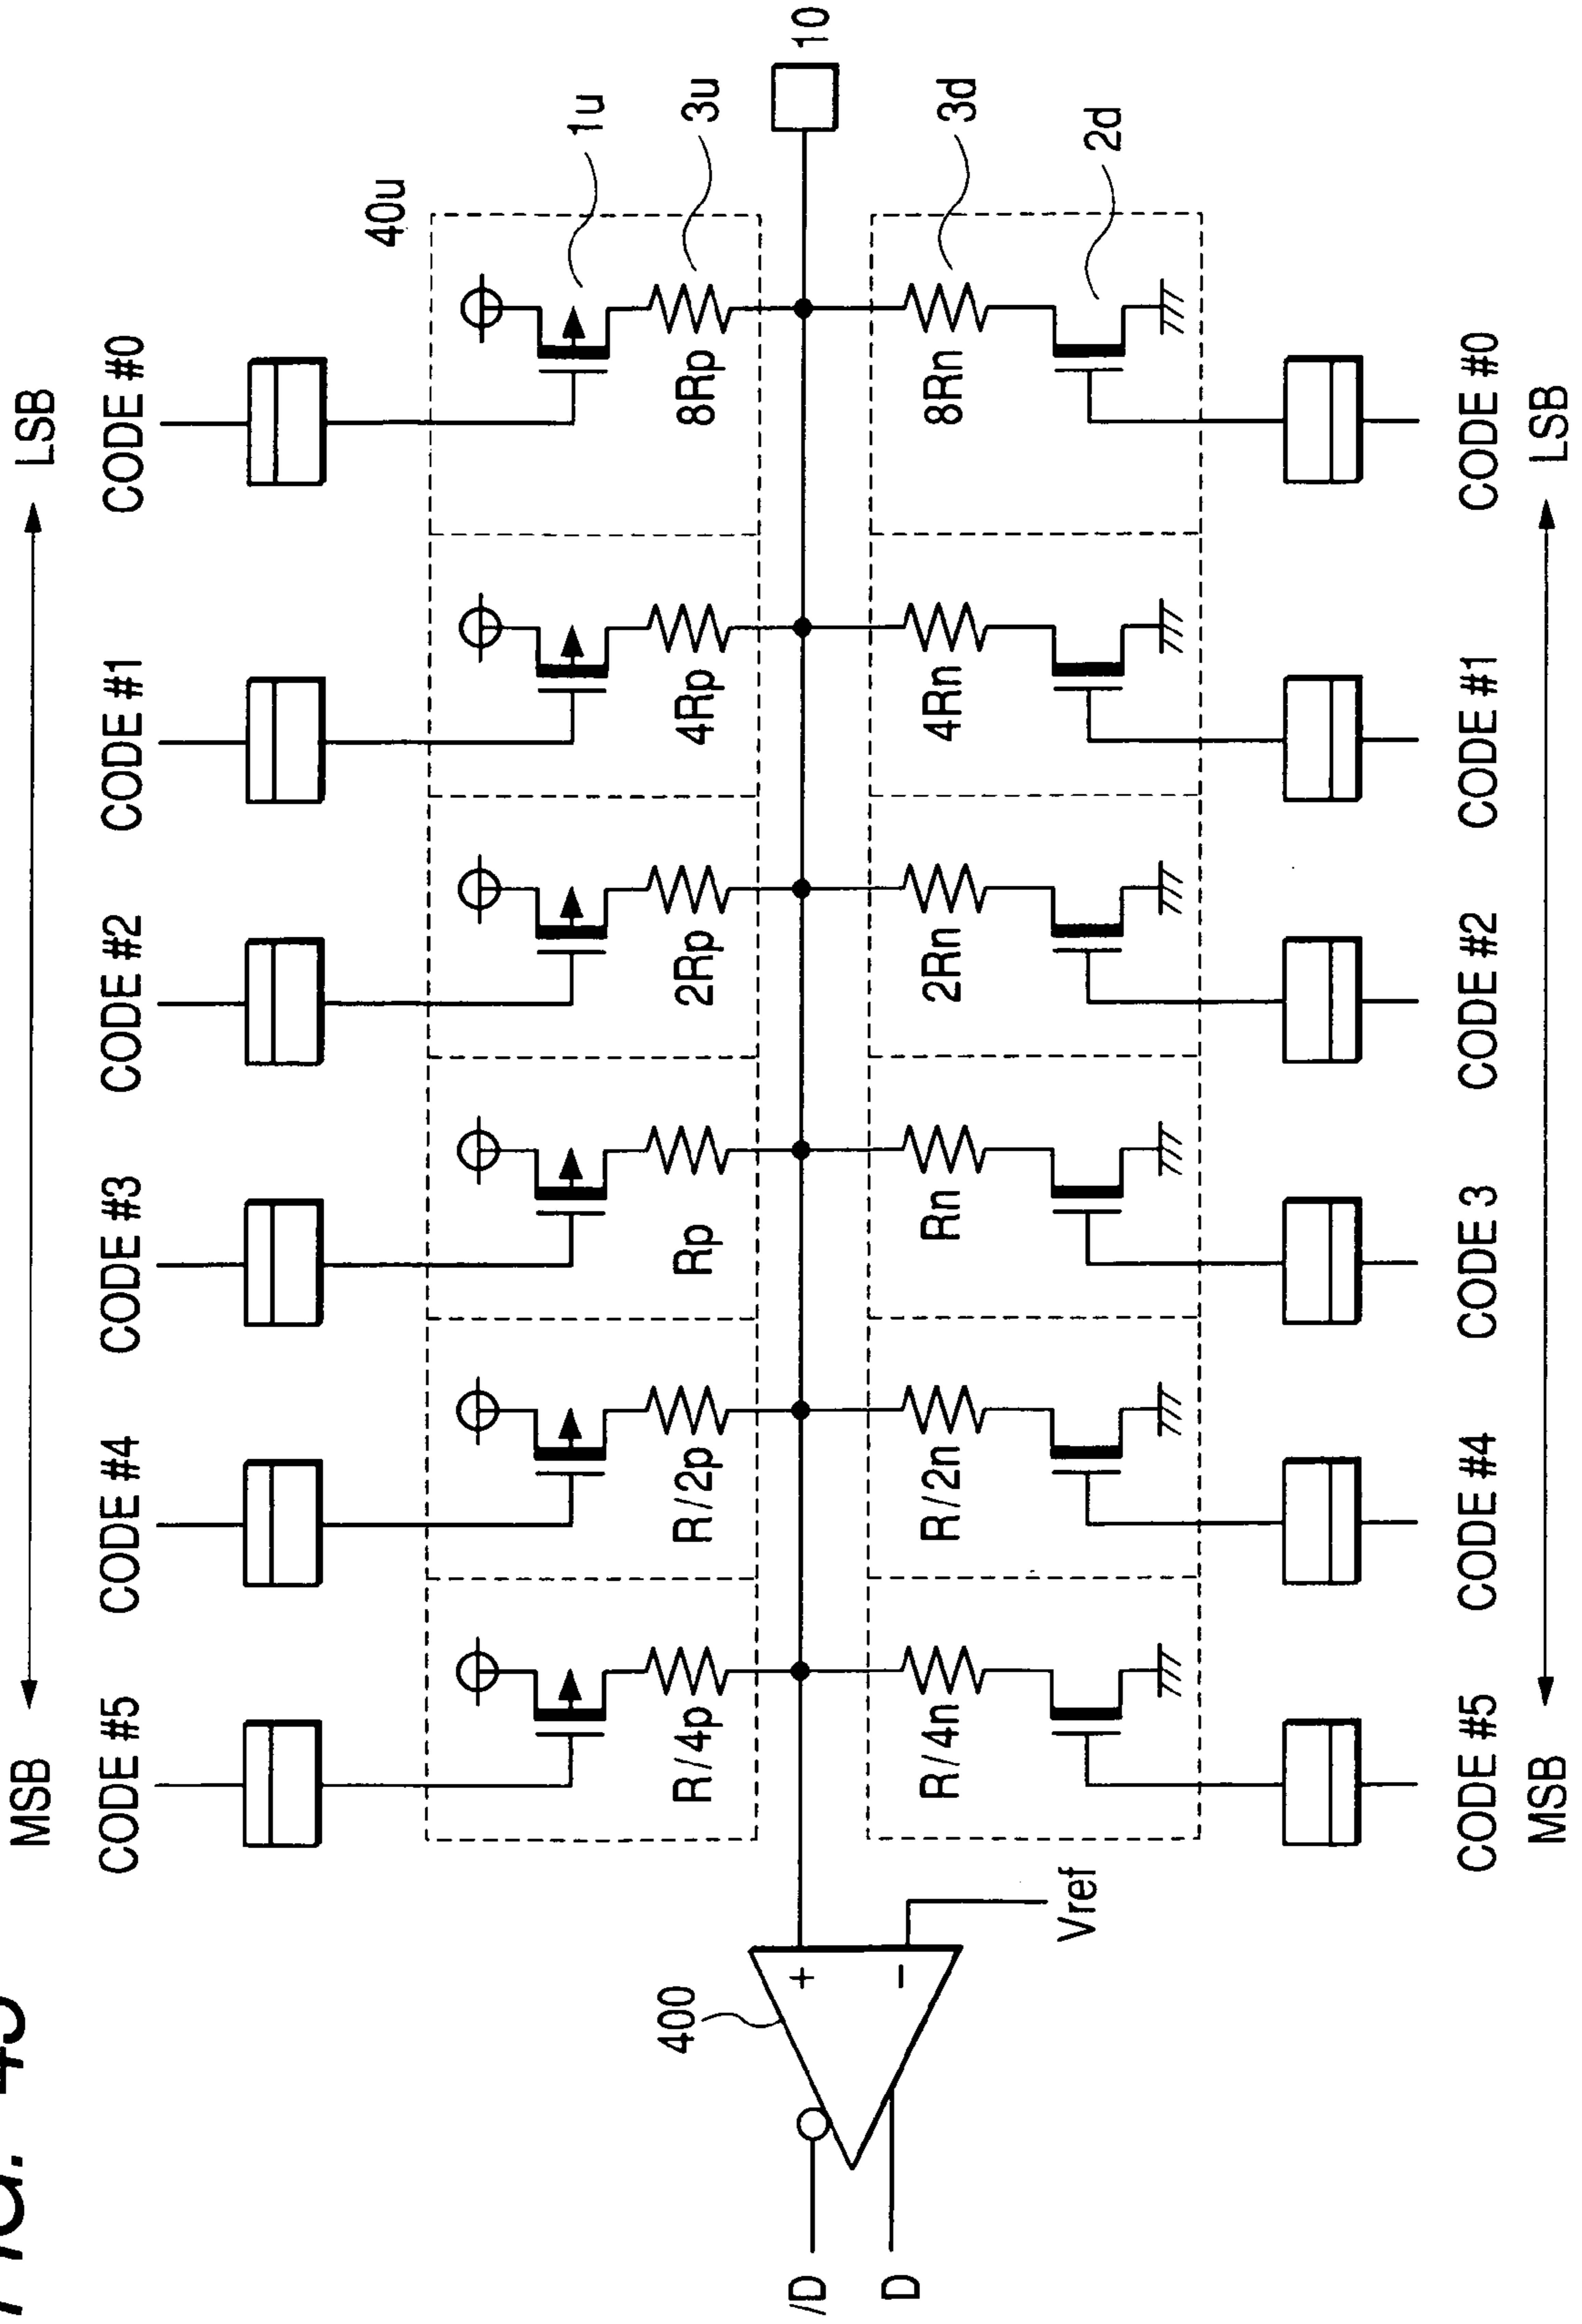 FIG.
MSB LSB
CODE #5 CODE #4 CODE #3 CODE #2 CODE #1 CODE #0
40u
1u
400
R/4p R/2p Rp 2Rp 4Rp 8Rp
3u
/D + 10
D −
R/4n R/2n Rn 2Rn 4Rn 8Rn
3d
Vref
2d
CODE #5 CODE #4 CODE 3 CODE #2 CODE #1 CODE #0
MSB LSB